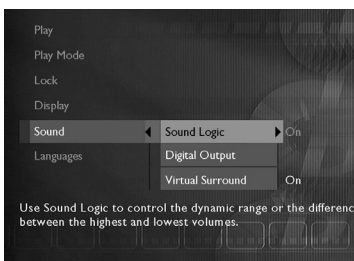 Play
Play Mode
Lock
Display
Sound
Sound Logic
On
Languages
Digital Output
Virtual Surround
On
Use Sound Logic to control the dynamic range or the differenc
between the highest and lowest volumes.